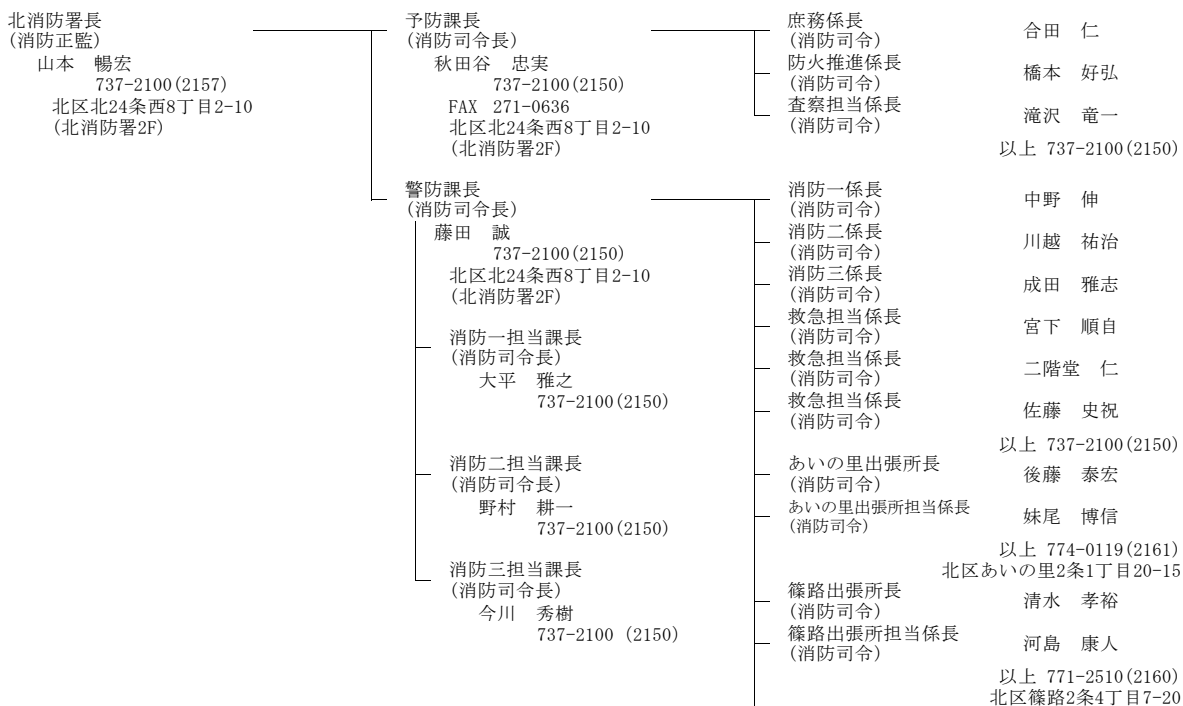 北消防署長
(消防正監)
山本　暢宏
737-2100(2157)
北区北24条西8丁目2-10
(北消防署2F)
予防課長
(消防司令長)
秋田谷　忠実
737-2100(2150)
FAX 271-0636
北区北24条西8丁目2-10
(北消防署2F)
庶務係長
(消防司令)
合田　仁
防火推進係長
(消防司令)
橋本　好弘
査察担当係長
(消防司令)
滝沢　竜一
以上 737-2100(2150)
警防課長
(消防司令長)
藤田　誠
737-2100(2150)
北区北24条西8丁目2-10
(北消防署2F)
消防一担当課長
(消防司令長)
大平　雅之
737-2100(2150)
消防二担当課長
(消防司令長)
野村　耕一
737-2100(2150)
消防三担当課長
(消防司令長)
今川　秀樹
737-2100 (2150)
消防一係長
(消防司令)
中野　伸
消防二係長
(消防司令)
川越　祐治
消防三係長
(消防司令)
成田　雅志
救急担当係長
(消防司令)
宮下　順自
救急担当係長
(消防司令)
二階堂　仁
救急担当係長
(消防司令)
佐藤　史祝
以上 737-2100(2150)
あいの里出張所長
(消防司令)
後藤　泰宏
あいの里出張所担当係長
(消防司令)
妹尾　博信
以上 774-0119(2161)
北区あいの里2条1丁目20-15
篠路出張所長
(消防司令)
清水　孝裕
篠路出張所担当係長
(消防司令)
河島　康人
以上 771-2510(2160)
北区篠路2条4丁目7-20